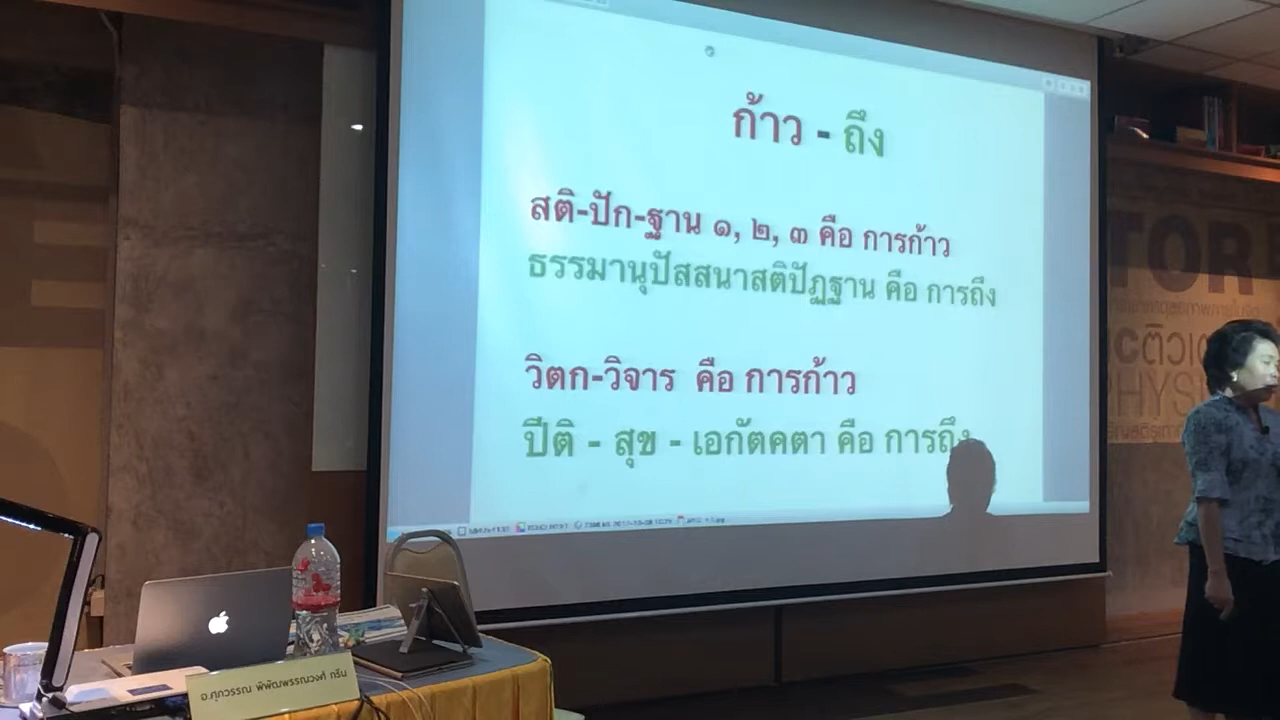 ก้าว - ถึง
สติ-ปัก-ฐาน ๑, ๒, ๓ คือ การก้าว
ธรรมานุปัสสนาสติปัฏฐาน คือ การถึง
วิตก-วิจาร คือ การก้าว
ปีติ - สุข - เอกัตคตา คือ การถึง
TOR
อ.ศุภวรรณ พิพัฒพรรณวงศ์ กรีน